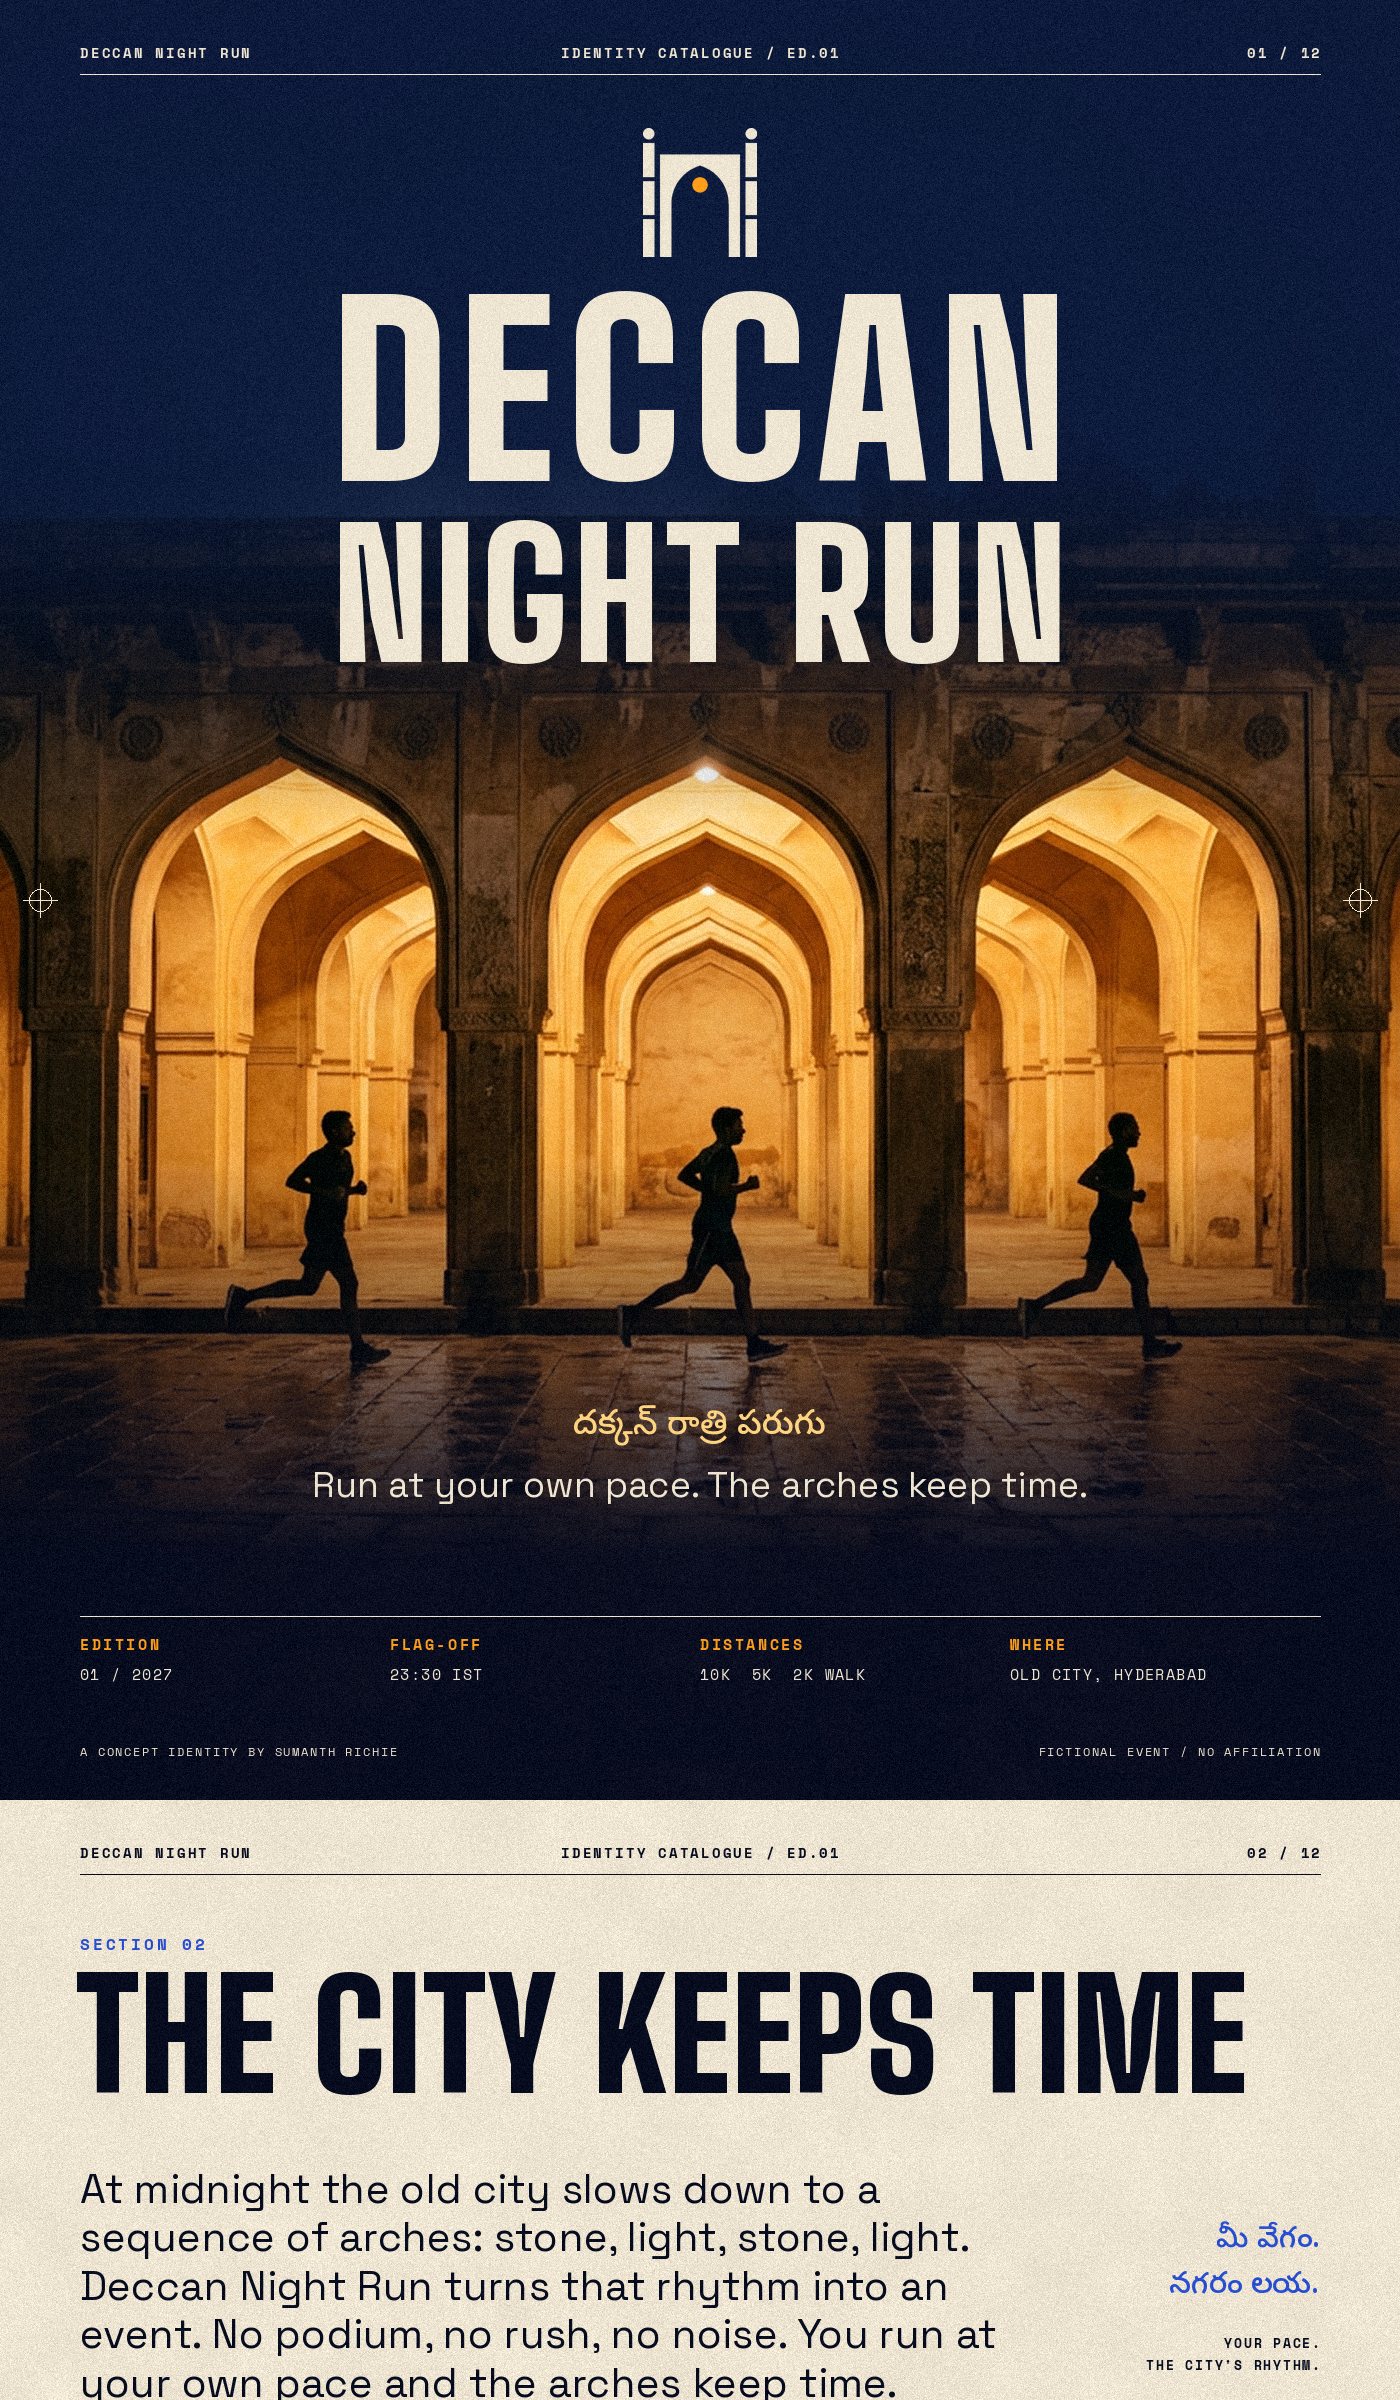 DECCAN NIGHT RUN
IDENTITY CATALOGUE / ED.01
01 / 12
DECCAN
NIGHT RUN
దక్కన్ రాత్రి పరుగు
Run at your own pace. The arches keep time.
EDITION
01 / 2027
FLAG-OFF
23:30 IST
DISTANCES
10K 5K 2K WALK
WHERE
OLD CITY, HYDERABAD
A CONCEPT IDENTITY BY SUMANTH RICHIE
FICTIONAL EVENT / NO AFFILIATION
DECCAN NIGHT RUN
IDENTITY CATALOGUE / ED.01
02 / 12
SECTION 02
THE CITY KEEPS TIME
At midnight the old city slows down to a
sequence of arches: stone, light, stone, light.
Deccan Night Run turns that rhythm into an
event. No podium, no rush, no noise. You run at
your own pace and the arches keep time.
మీ వేగం.
నగరం లయ.
YOUR PACE.
THE CITY'S RHYTHM.